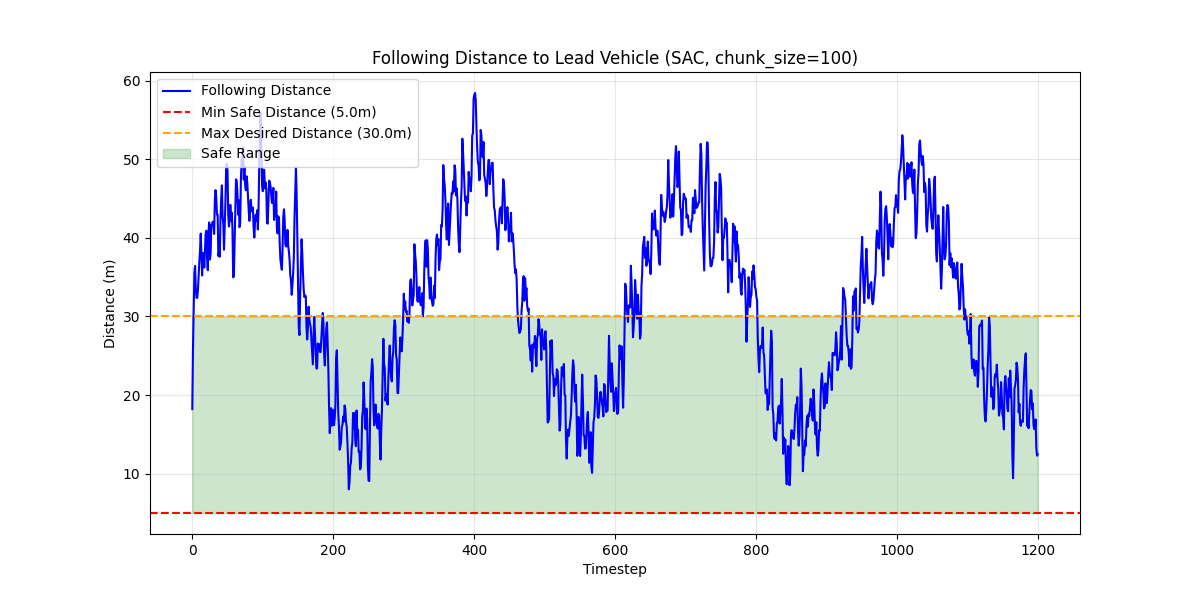 Following Distance to Lead Vehicle (SAC, chunk_size=100)
60
50
40
30
20
10
Distance (m)
Following Distance
Min Safe Distance (5.0m)
Max Desired Distance (30.0m)
Safe Range
0 200 400 600 800 1000 1200
Timestep